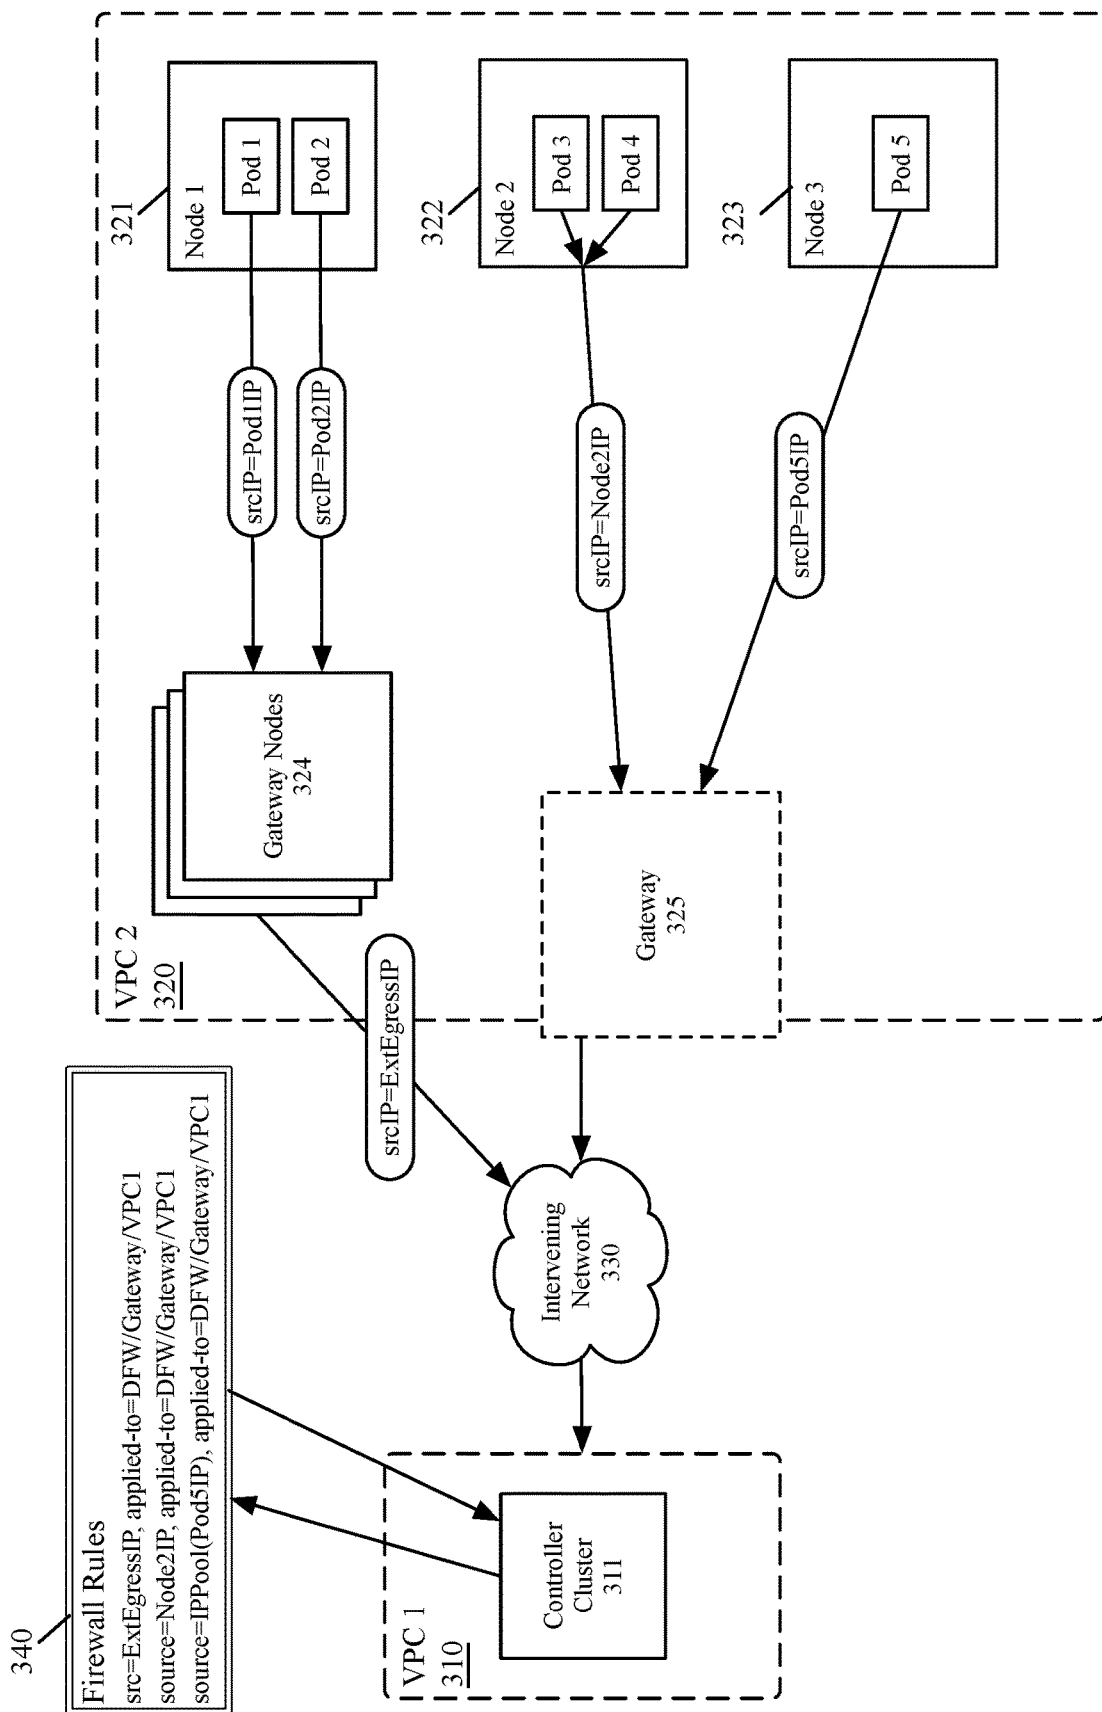 340
Firewall Rules
src=ExtEgressIP, applied-to=DFW/Gateway/VPC1
source=Node2IP, applied-to=DFW/Gateway/VPC1
source=IPPool(Pod5IP), applied-to=DFW/Gateway/VPC1
VPC 1
310
Controller
Cluster
311
Intervening
Network
330
srcIP=ExtEgressIP
VPC 2
320
Gateway Nodes
324
Gateway
325
srcIP=Pod1IP
srcIP=Pod2IP
srcIP=Node2IP
srcIP=Pod5IP
321
Node 1
Pod 1
Pod 2
322
Node 2
Pod 3
Pod 4
323
Node 3
Pod 5